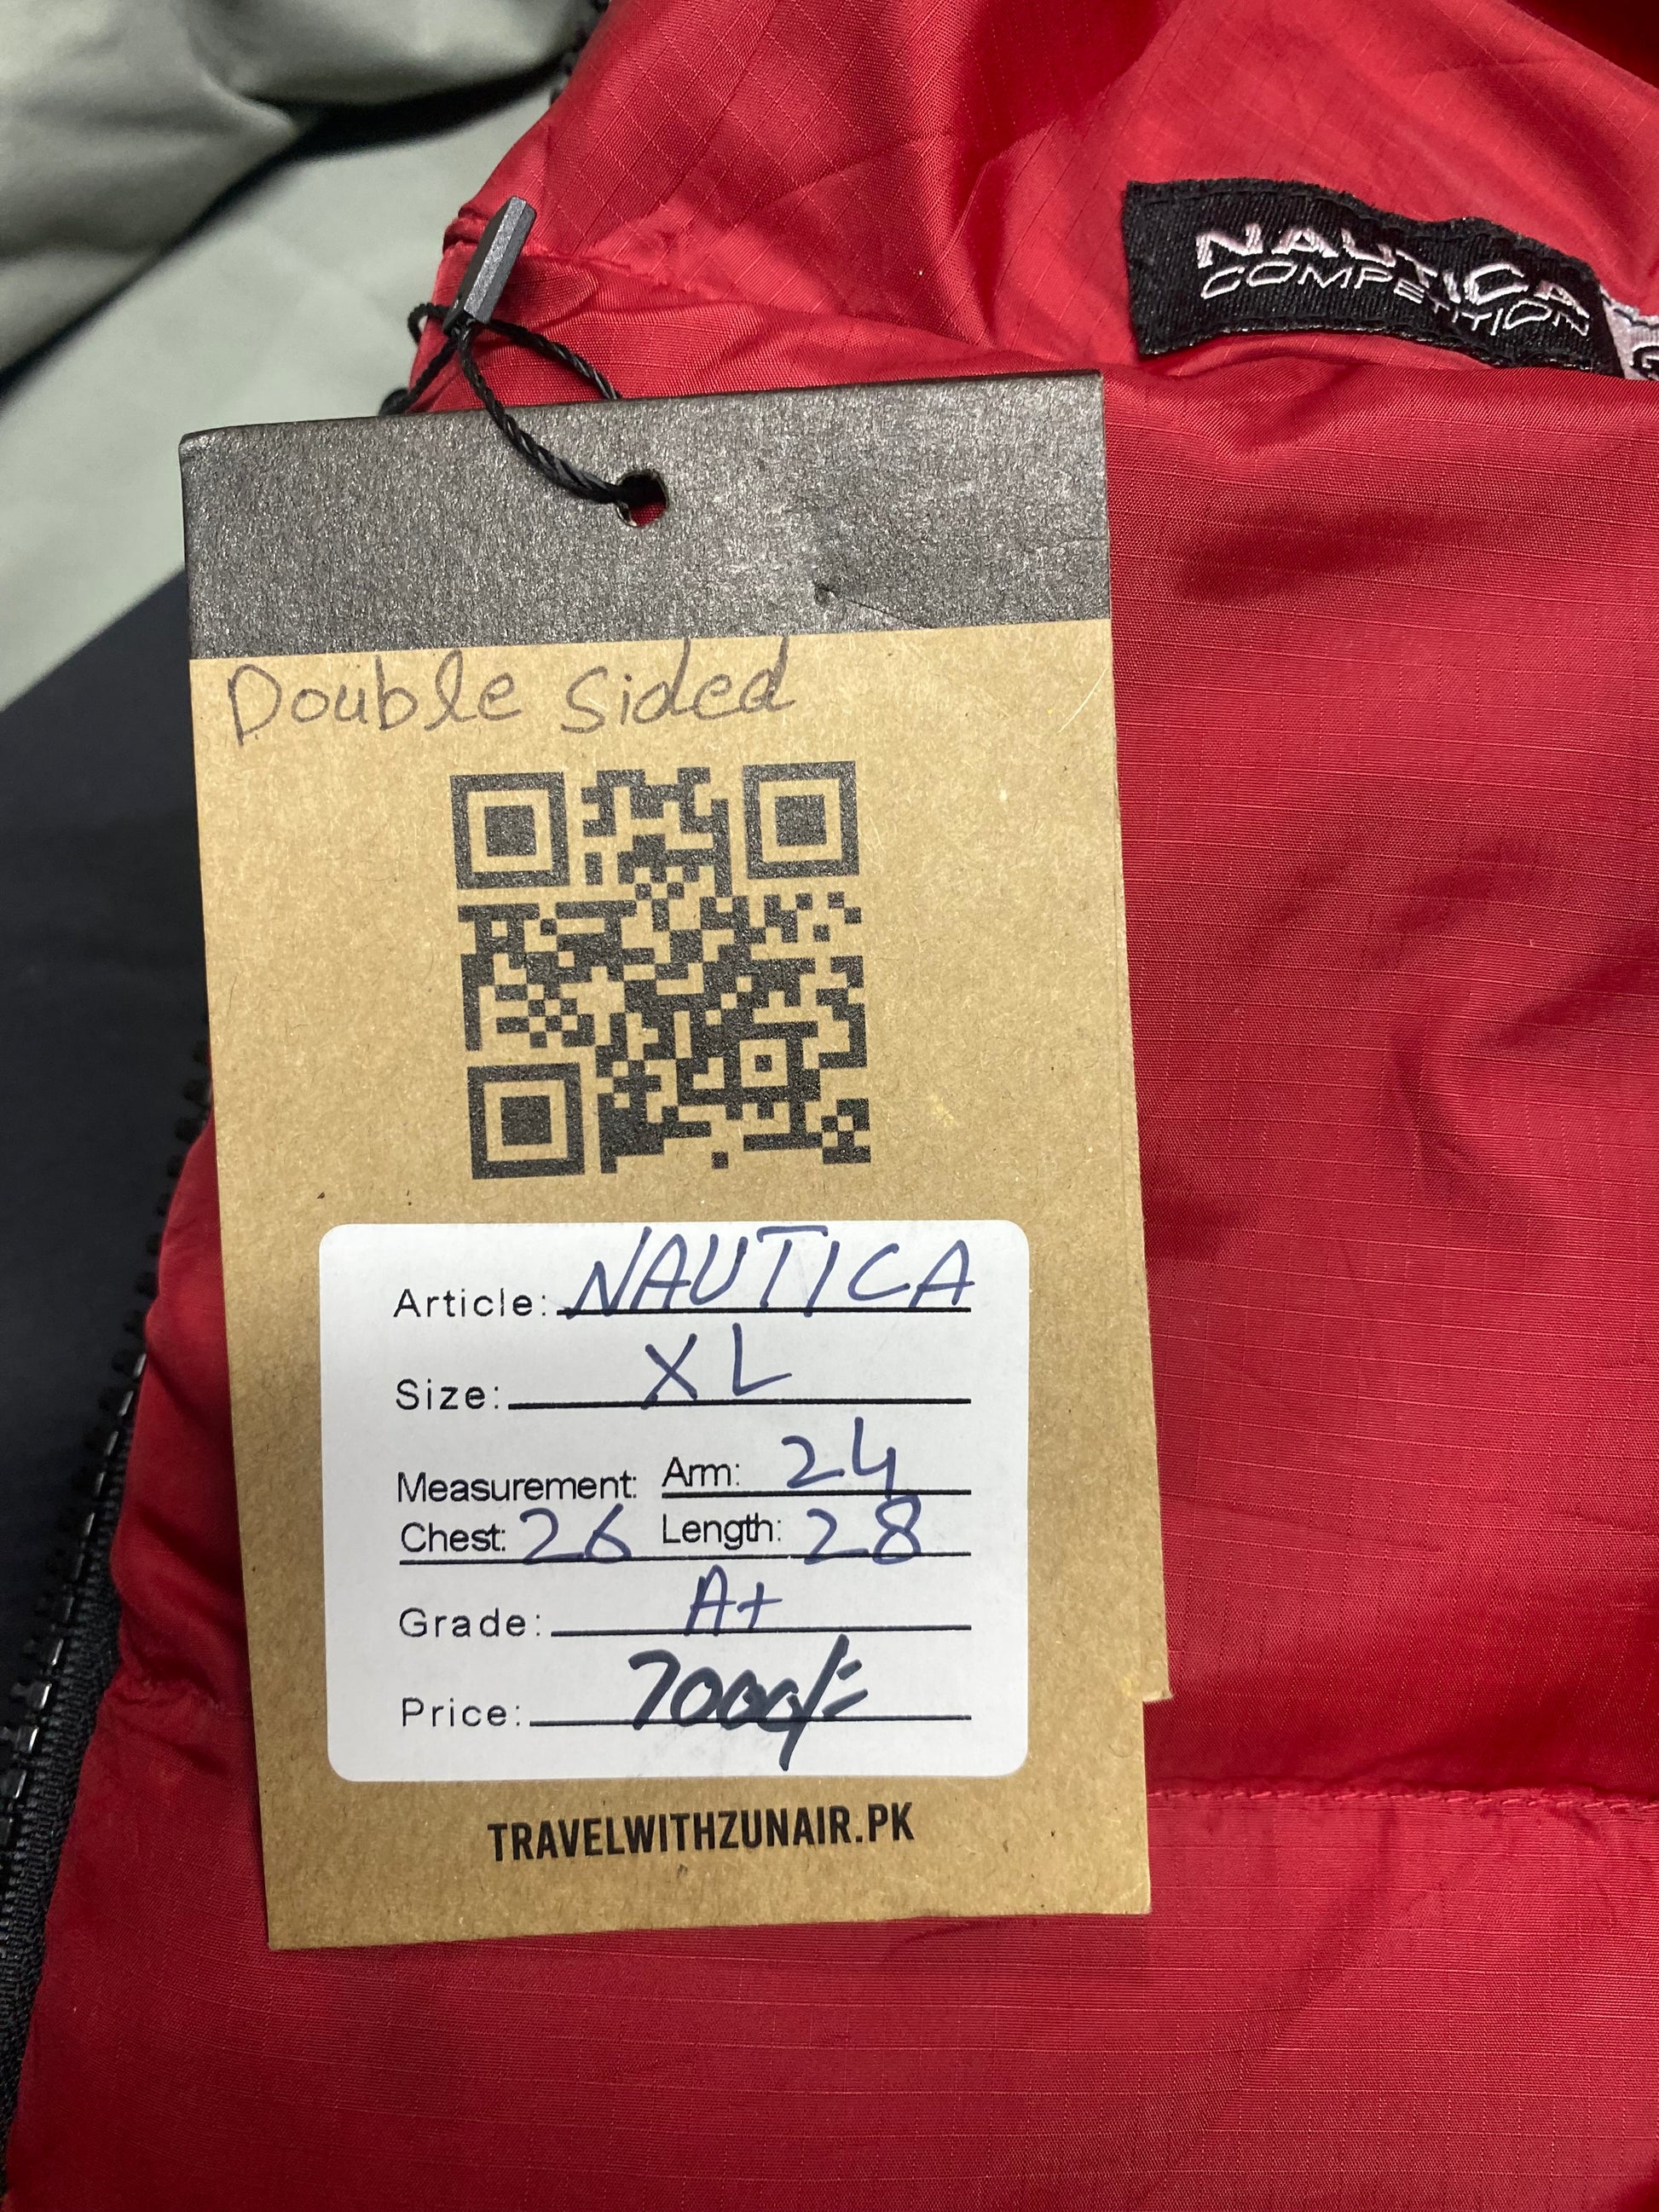 NAUTICA
COMPETITION
Double sided
Article: NAUTICA
Size: XL
Measurement: Arm: 24
Chest: 26 Length: 28
Grade: A+
Price: 7000/=
TRAVELWITHZUNAIR.PK